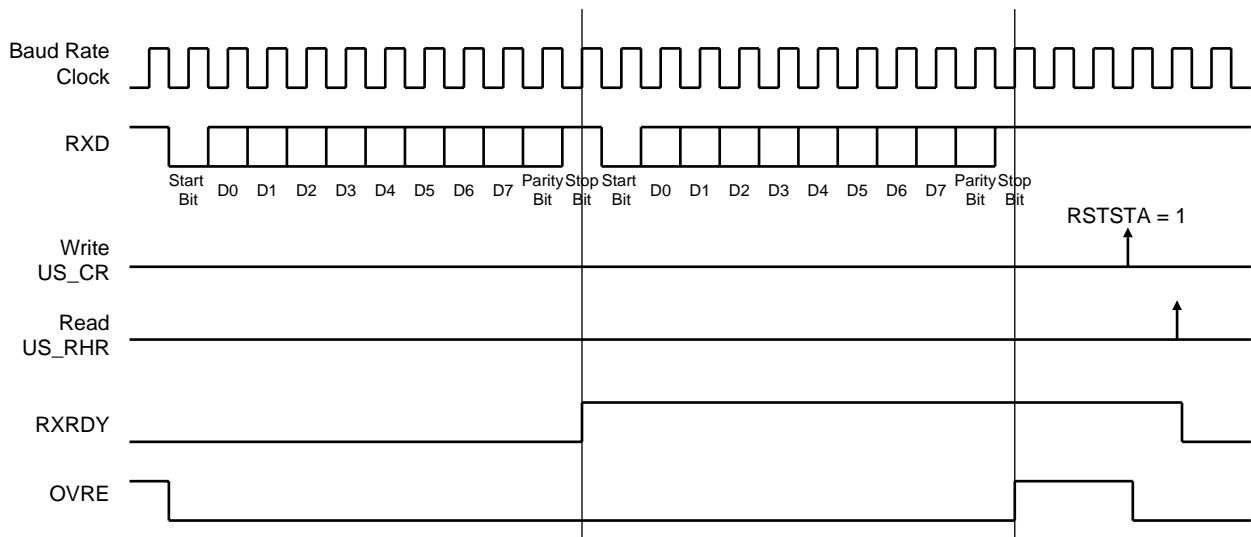 Baud Rate
Clock
RXD
Start
Bit
D0
D1
D2
D3
D4
D5
D6
D7
Parity
Bit
Stop
Bit
Start
Bit
D0
D1
D2
D3
D4
D5
D6
D7
Parity
Bit
Stop
Bit
RSTSTA = 1
Write
US_CR
Read
US_RHR
RXRDY
OVRE